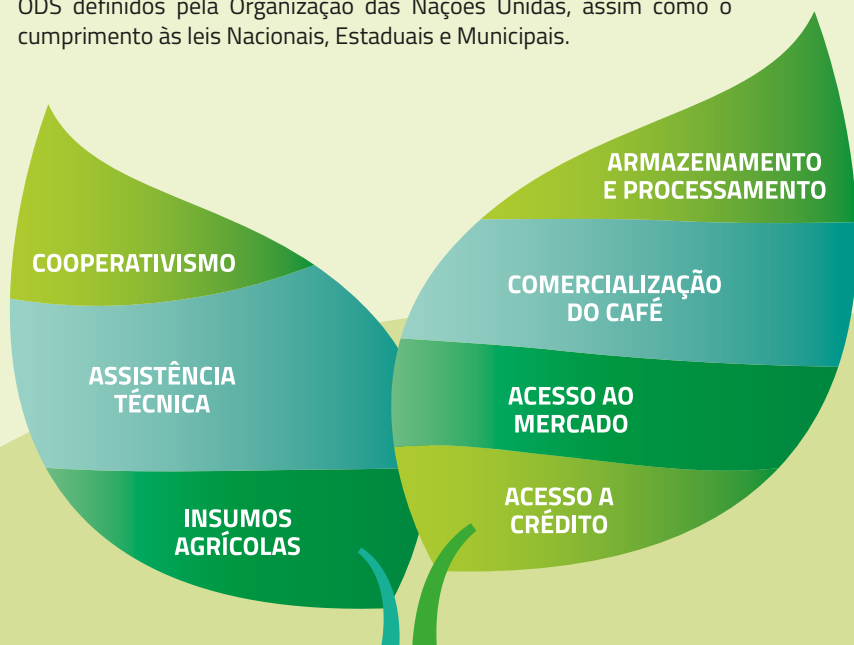 ODS definidos pela Organização das Nações Unidas, assim como o
cumprimento às leis Nacionais, Estaduais e Municipais.
COOPERATIVISMO
ASSISTÊNCIA
TÉCNICA
INSUMOS
AGRÍCOLAS
ARMAZENAMENTO
E PROCESSAMENTO
COMERCIALIZAÇÃO
DO CAFÉ
ACESSO AO
MERCADO
ACESSO A
CRÉDITO